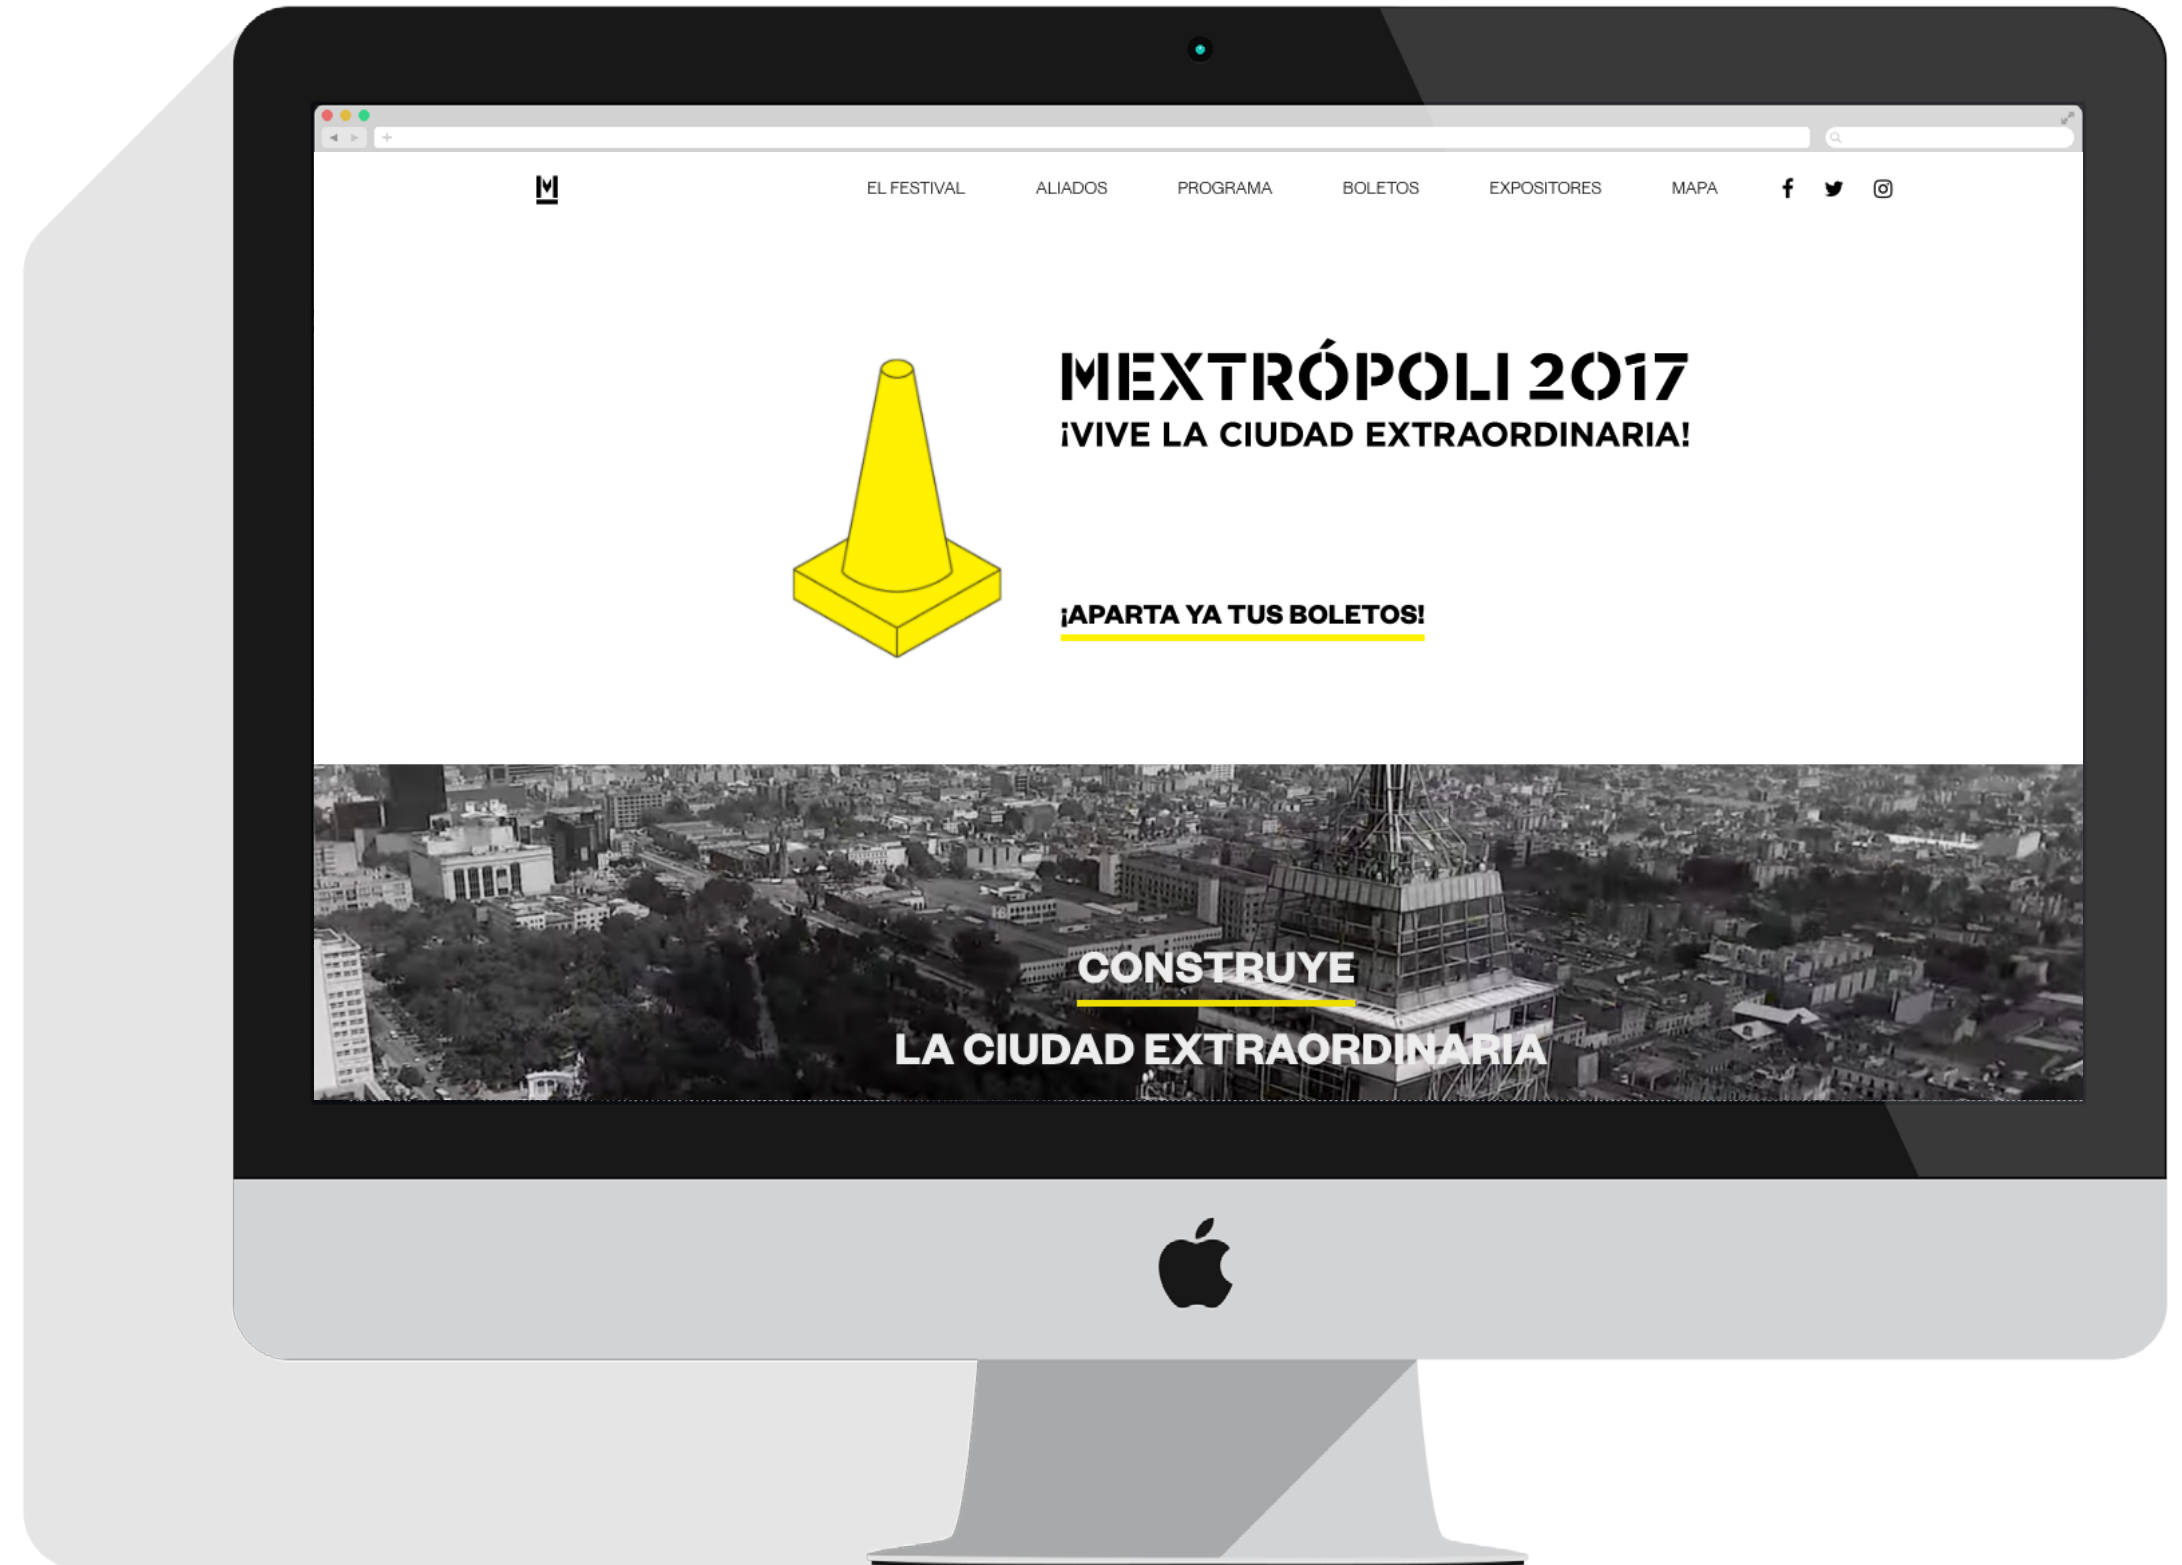 M
EL FESTIVAL ALIADOS PROGRAMA BOLETOS EXPOSITORES MAPA
MEXTRÓPOLI 2017
¡VIVE LA CIUDAD EXTRAORDINARIA!
¡APARTA YA TUS BOLETOS!
CONSTRUYE
LA CIUDAD EXTRAORDINARIA